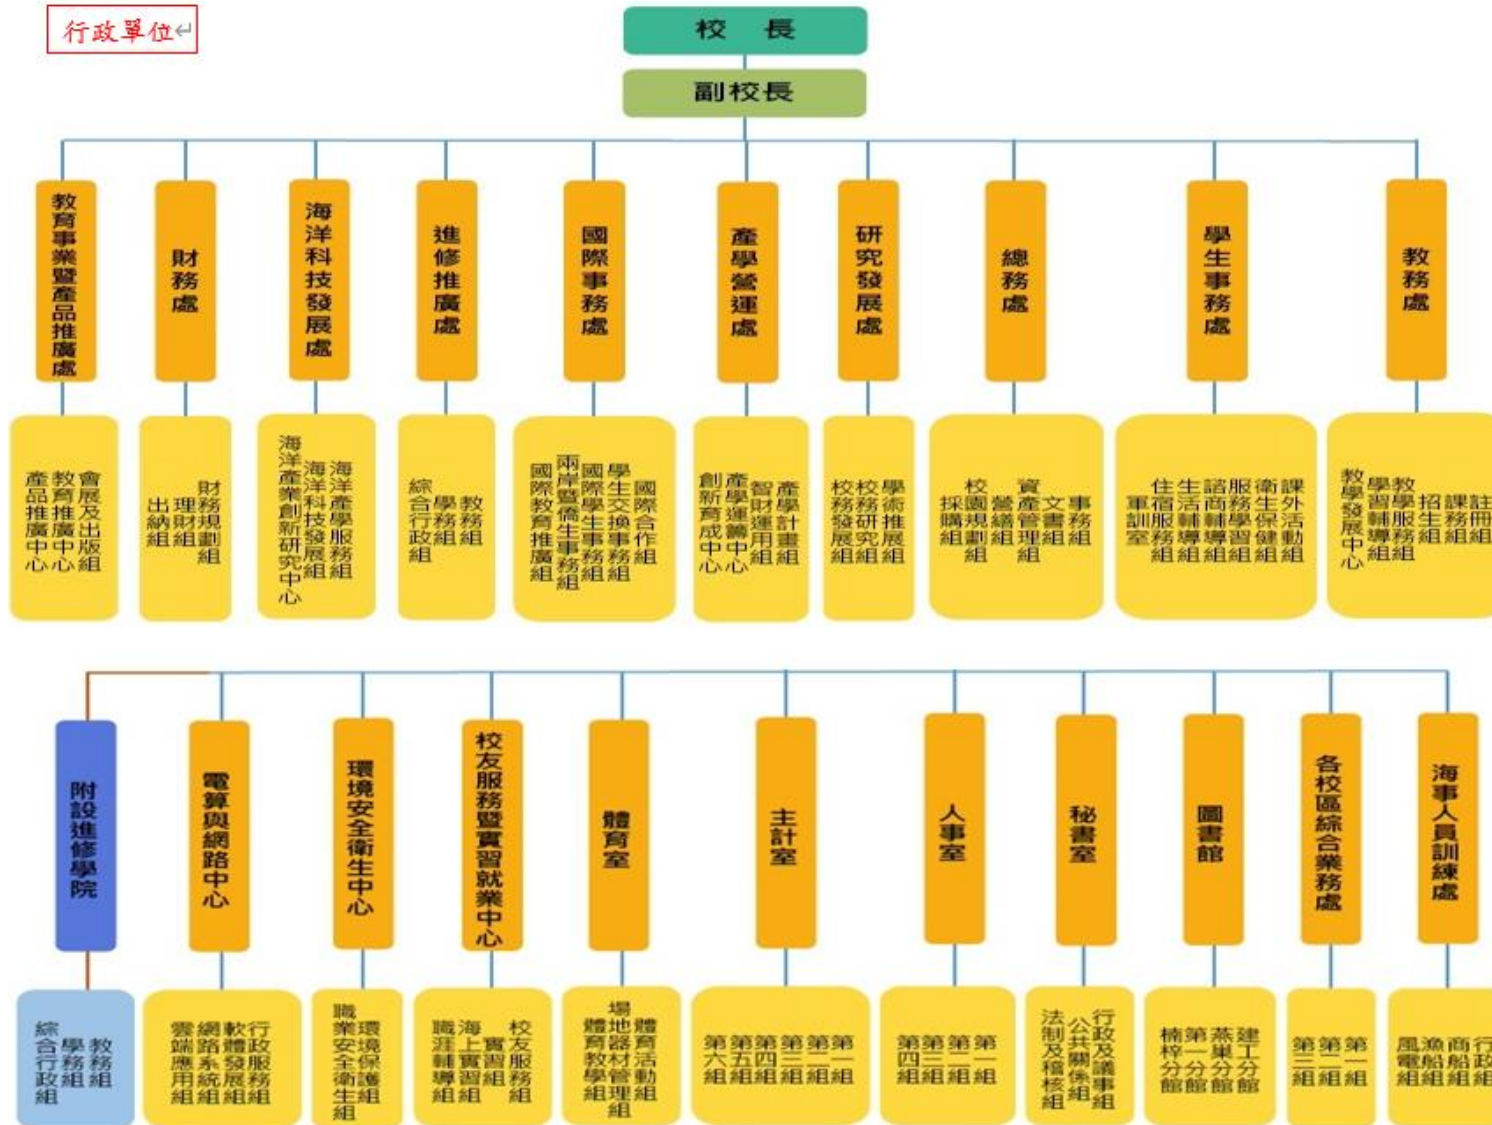 行政單位
校 長
副校長
教務處
註冊組
課務組
招生組
教學服務組
學習輔導組
教學發展中心
學生事務處
課外活動組
衛生保健組
服務學習組
諮商輔導組
生活輔導組
住宿服務組
軍訓室
總務處
事務組
文書組
資產管理組
營繕組
校園規劃組
採購組
研究發展處
學術推展組
校務研究組
校務發展組
產學營運處
產學計畫組
智財運用組
產學運籌中心
創新育成中心
國際事務處
國際合作組
學生交換事務組
國際學生事務組
兩岸暨僑生事務組
國際教育推廣組
進修推廣處
教務組
學務組
綜合行政組
海洋科技發展處
海洋產學服務組
海洋科技發展組
海洋產業創新研究中心
財務處
財務規劃組
理財組
出納組
教育事業暨產品推廣處
會展及出版組
教育推廣中心
產品推廣中心
海事人員訓練處
行政組
商船組
漁船組
風電組
各校區綜合業務處
第一組
第二組
第三組
圖書館
建工分館
燕巢分館
第一分館
楠梓分館
秘書室
行政及議事組
公共關係組
法制及稽核組
人事室
第一組
第二組
第三組
第四組
主計室
第一組
第二組
第三組
第四組
第五組
第六組
體育室
體育活動組
場地器材管理組
體育教學組
校友服務暨實習就業中心
校友服務組
實習組
海上實習組
職涯輔導組
環境安全衛生中心
環境保護組
職業安全衛生組
電算與網路中心
行政服務組
軟體發展組
網路系統組
雲端應用組
附設進修學院
教務組
學務組
綜合行政組